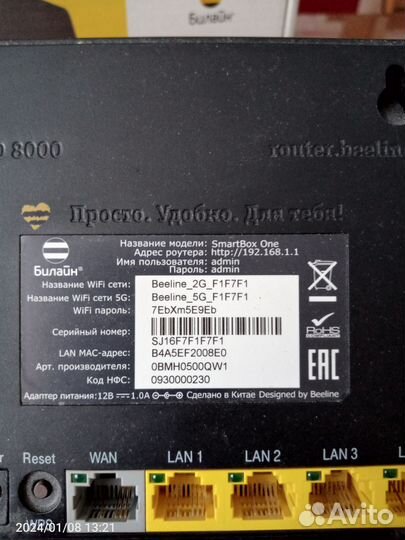 Билайн
8000
router.beelin
Просто. Удобно. Для тебя!
Билайн®
Название модели: SmartBox One
Адрес роутера: http://192.168.1.1
Имя пользователя: admin
Пароль: admin
Название WiFi сети: Beeline_2G_F1F7F1
Название WiFi сети 5G: Beeline_5G_F1F7F1
WiFi пароль: 7EbXm5E9Eb
Серийный номер:
SJ16F7F1F7F1
LAN MAC-адрес: B4A5EF2008E0
Арт. производителя: 0BMH0500QW1
Код НФС: 0930000230
RoHS
EAC
Адаптер питания:12В 1.0А Сделано в Китае Designed by Beeline
Reset WAN LAN 1 LAN 2 LAN 3 L
WPS
2024/01/08 13:21
Avito